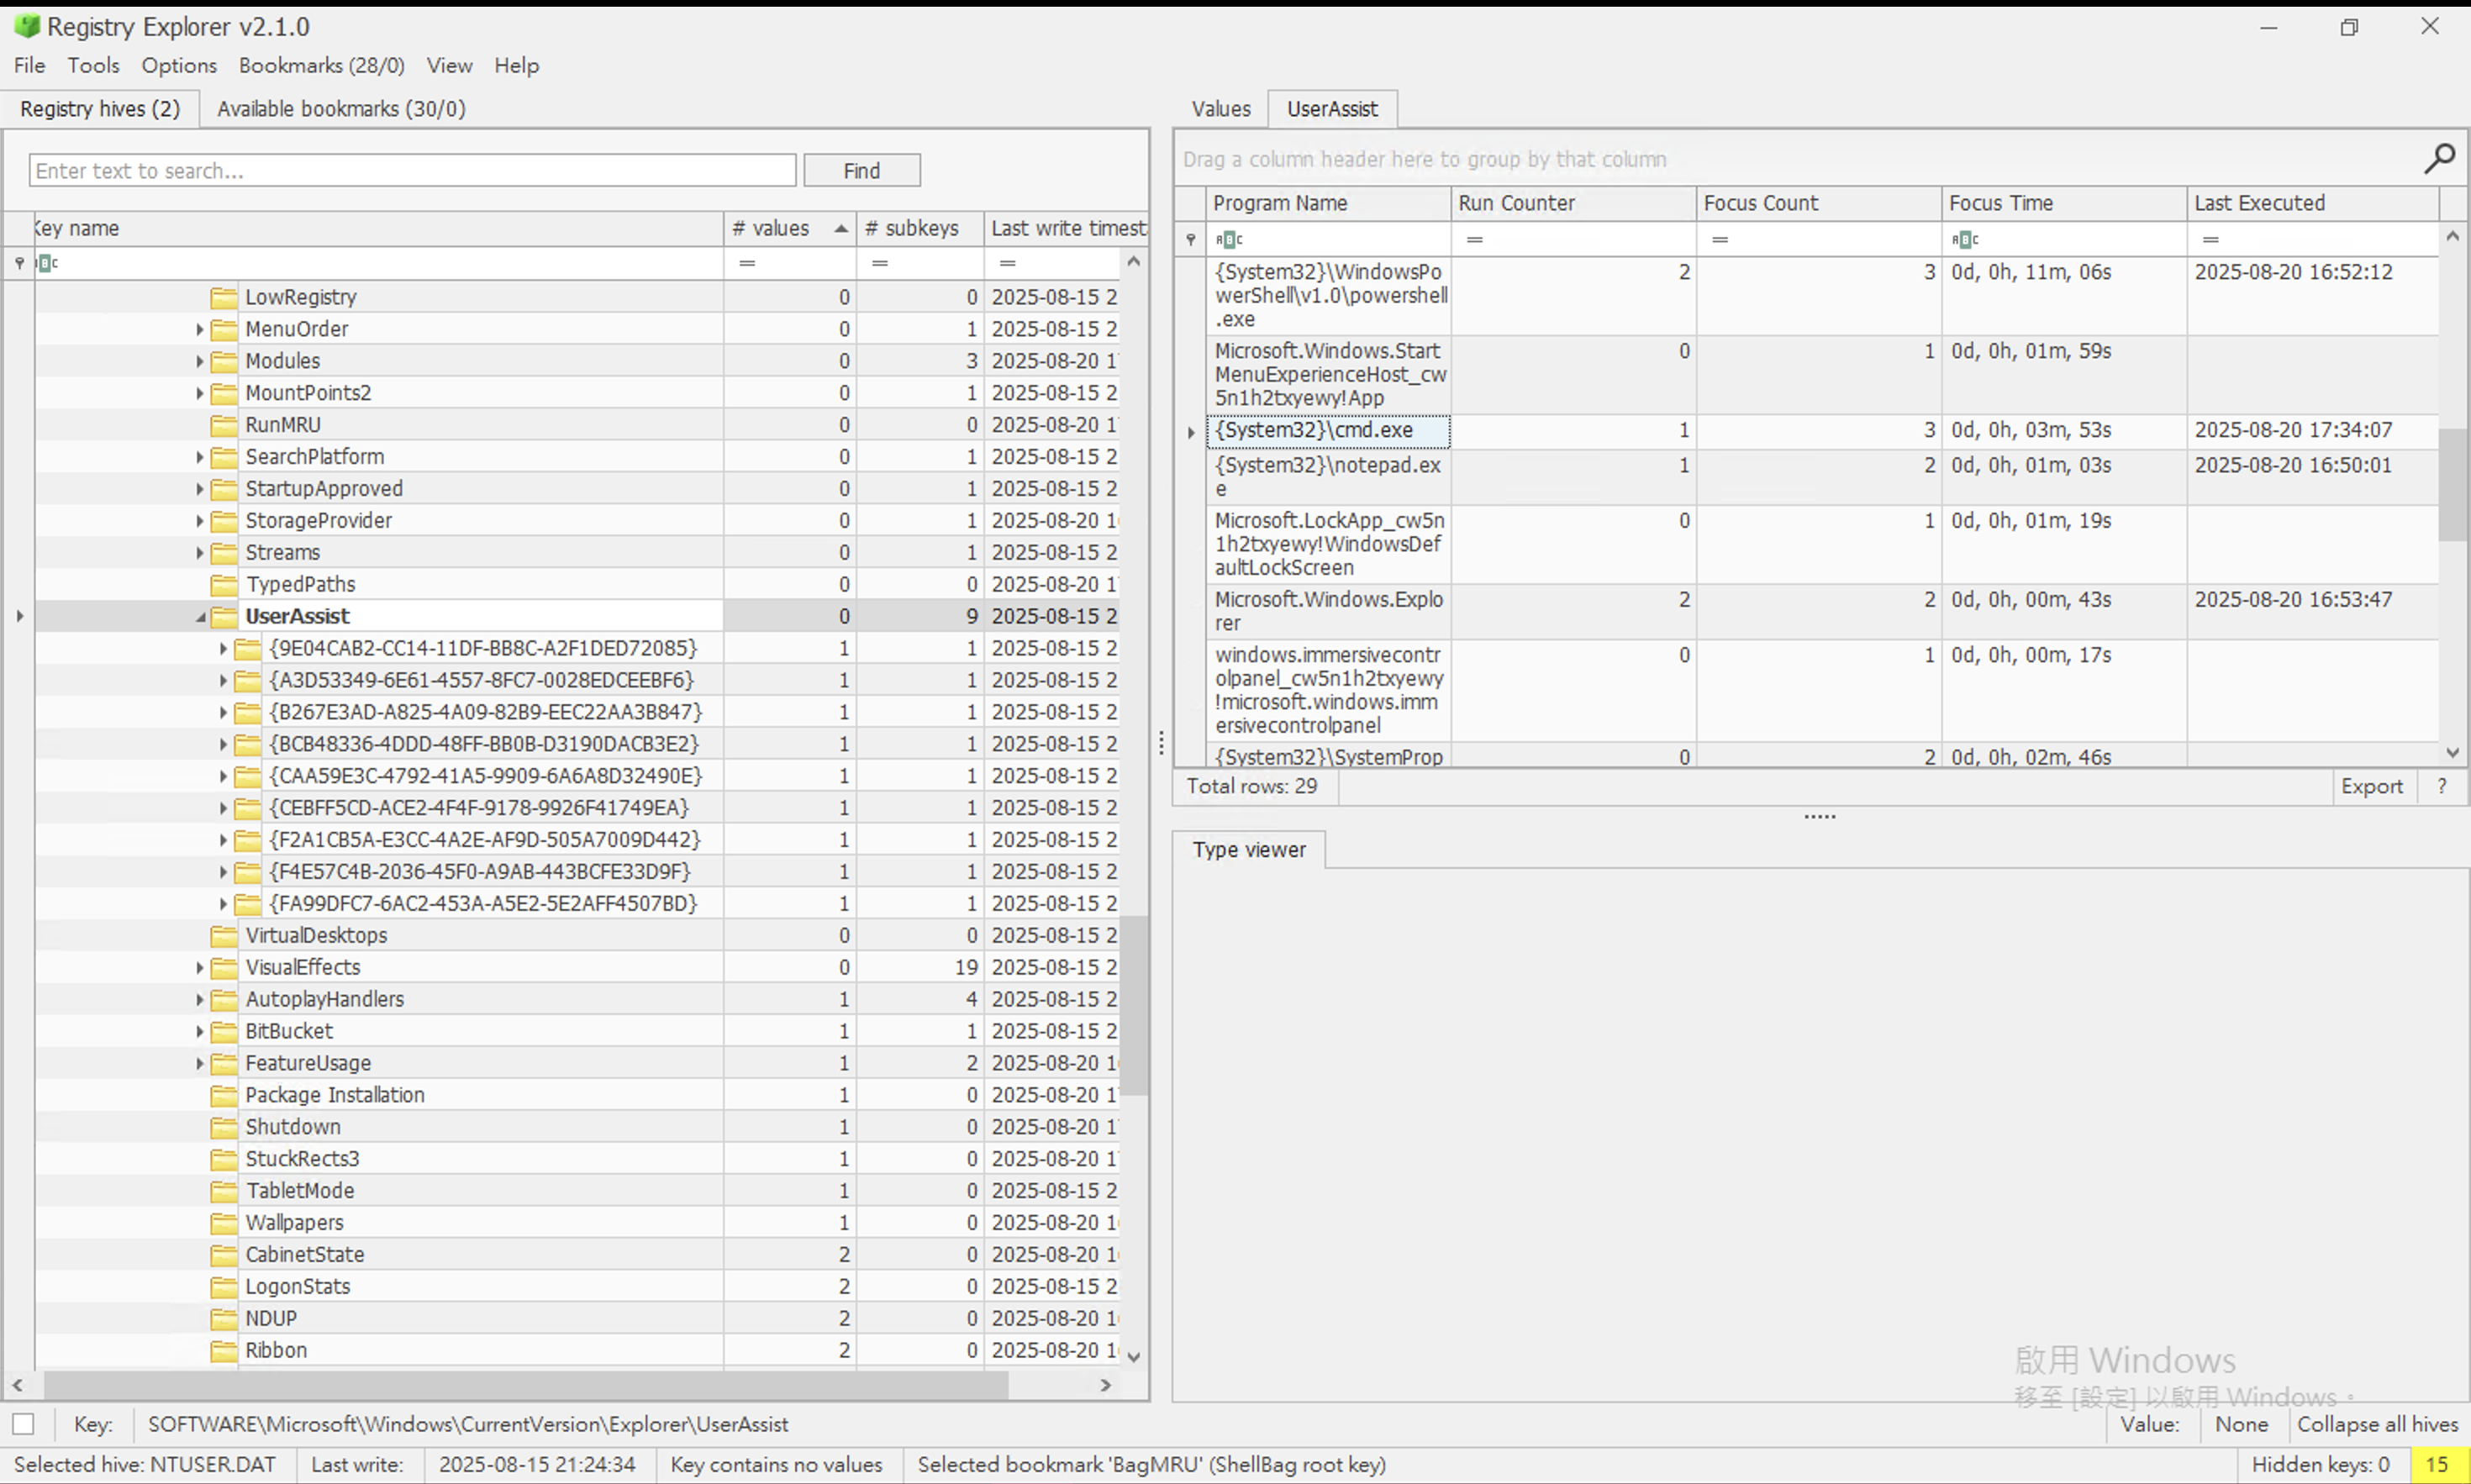 Registry Explorer v2.1.0
File Tools Options Bookmarks (28/0) View Help
Registry hives (2) Available bookmarks (30/0)
Enter text to search... Find
Key name # values # subkeys Last write timest
LowRegistry 0 0 2025-08-15 2
MenuOrder 0 1 2025-08-15 2
Modules 0 3 2025-08-20 1
MountPoints2 0 1 2025-08-15 2
RunMRU 0 0 2025-08-20 1
SearchPlatform 0 1 2025-08-15 2
StartupApproved 0 1 2025-08-15 2
StorageProvider 0 1 2025-08-20 1
Streams 0 1 2025-08-15 2
TypedPaths 0 0 2025-08-20 1
UserAssist 0 9 2025-08-15 2
{9E04CAB2-CC14-11DF-BB8C-A2F1DED72085} 1 1 2025-08-15 2
{A3D53349-6E61-4557-8FC7-0028EDCEEBF6} 1 1 2025-08-15 2
{B267E3AD-A825-4A09-82B9-EEC22AA3B847} 1 1 2025-08-15 2
{BCB48336-4DDD-48FF-BB0B-D3190DACB3E2} 1 1 2025-08-15 2
{CAA59E3C-4792-41A5-9909-6A6A8D32490E} 1 1 2025-08-15 2
{CEBFF5CD-ACE2-4F4F-9178-9926F41749EA} 1 1 2025-08-15 2
{F2A1CB5A-E3CC-4A2E-AF9D-505A7009D442} 1 1 2025-08-15 2
{F4E57C4B-2036-45F0-A9AB-443BCFE33D9F} 1 1 2025-08-15 2
{FA99DFC7-6AC2-453A-A5E2-5E2AFF4507BD} 1 1 2025-08-15 2
VirtualDesktops 0 0 2025-08-15 2
VisualEffects 0 19 2025-08-15 2
AutoplayHandlers 1 4 2025-08-15 2
BitBucket 1 1 2025-08-15 2
FeatureUsage 1 2 2025-08-20 1
Package Installation 1 0 2025-08-20 1
Shutdown 1 0 2025-08-20 1
StuckRects3 1 0 2025-08-20 1
TabletMode 1 0 2025-08-15 2
Wallpapers 1 0 2025-08-20 1
CabinetState 2 0 2025-08-20 1
LogonStats 2 0 2025-08-15 2
NDUP 2 0 2025-08-20 1
Ribbon 2 0 2025-08-20 1
Values UserAssist
Drag a column header here to group by that column
Program Name Run Counter Focus Count Focus Time Last Executed
{System32}\WindowsPo 2 3 0d, 0h, 11m, 06s 2025-08-20 16:52:12
werShell\v1.0\powershell
.exe
Microsoft.Windows.Start 0 1 0d, 0h, 01m, 59s
MenuExperienceHost_cw
5n1h2txyewy!App
{System32}\cmd.exe 1 3 0d, 0h, 03m, 53s 2025-08-20 17:34:07
{System32}\notepad.ex 1 2 0d, 0h, 01m, 03s 2025-08-20 16:50:01
e
Microsoft.LockApp_cw5n 0 1 0d, 0h, 01m, 19s
1h2txyewy!WindowsDef
aultLockScreen
Microsoft.Windows.Explo 2 2 0d, 0h, 00m, 43s 2025-08-20 16:53:47
rer
windows.immersivecontr 0 1 0d, 0h, 00m, 17s
olpanel_cw5n1h2txyewy
!microsoft.windows.imm
ersivecontrolpanel
{System32}\SystemProp 0 2 0d, 0h, 02m, 46s
Total rows: 29 Export ?
Type viewer
啟用 Windows
移至 [設定] 以啟用 Windows。
Key: SOFTWARE\Microsoft\Windows\CurrentVersion\Explorer\UserAssist Value: None Collapse all hives
Selected hive: NTUSER.DAT Last write: 2025-08-15 21:24:34 Key contains no values Selected bookmark 'BagMRU' (ShellBag root key) Hidden keys: 0 15